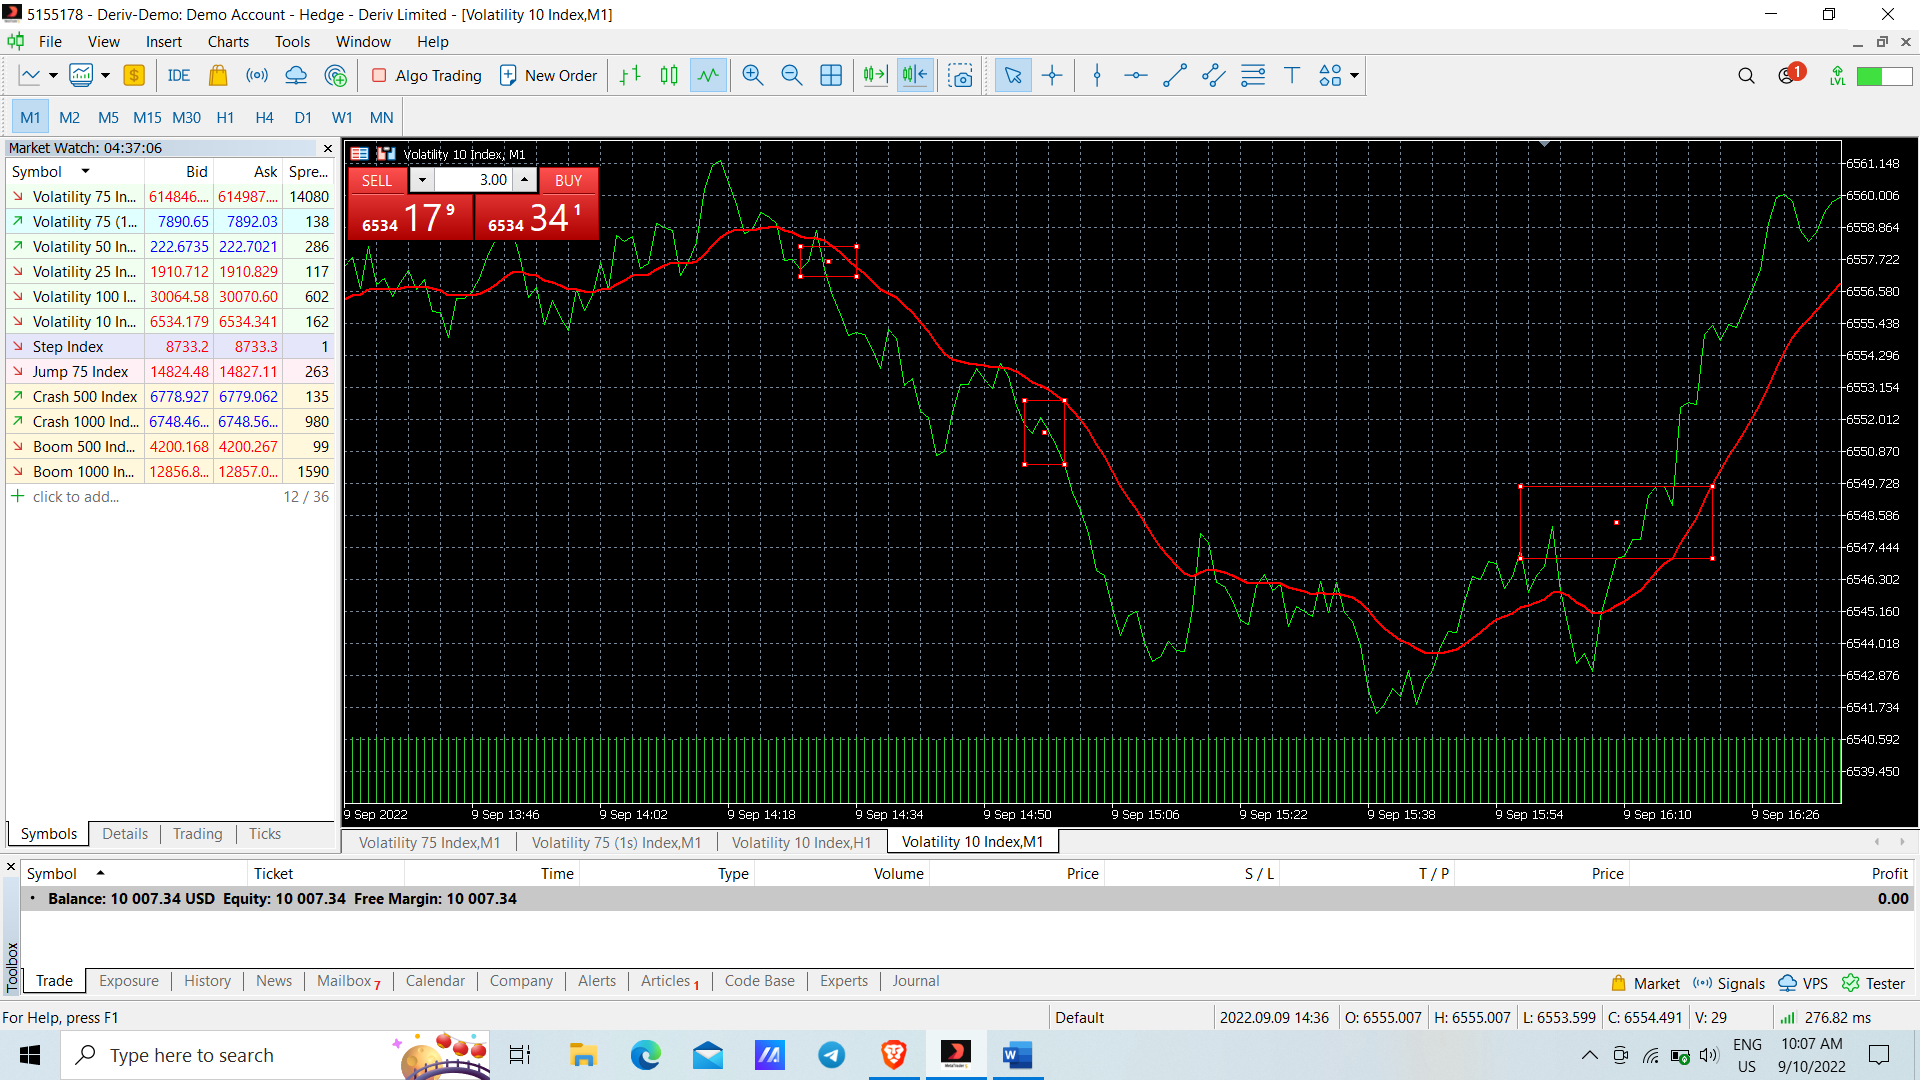 5155178 - Deriv-Demo: Demo Account - Hedge - Deriv Limited - [Volatility 10 Index,M1]
File View Insert Charts Tools Window Help
IDE Algo Trading New Order 1 LVL
M1 M2 M5 M15 M30 H1 H4 D1 W1 MN
Market Watch: 04:37:06
Symbol Bid Ask Spre...
Volatility 75 In... 614846.... 614987.... 14080
Volatility 75 (1... 7890.65 7892.03 138
Volatility 50 In... 222.6735 222.7021 286
Volatility 25 In... 1910.712 1910.829 117
Volatility 100 I... 30064.58 30070.60 602
Volatility 10 In... 6534.179 6534.341 162
Step Index 8733.2 8733.3 1
Jump 75 Index 14824.48 14827.11 263
Crash 500 Index 6778.927 6779.062 135
Crash 1000 Ind... 6748.46... 6748.56... 980
Boom 500 Ind... 4200.168 4200.267 99
Boom 1000 In... 12856.8... 12857.0... 1590
click to add... 12 / 36
Symbols Details Trading Ticks
Volatility 10 Index, M1
SELL 3.00 BUY
6534 17 9 6534 34 1
6561.148
6560.006
6558.864
6557.722
6556.580
6555.438
6554.296
6553.154
6552.012
6550.870
6549.728
6548.586
6547.444
6546.302
6545.160
6544.018
6542.876
6541.734
6540.592
6539.450
9 Sep 2022 9 Sep 13:46 9 Sep 14:02 9 Sep 14:18 9 Sep 14:34 9 Sep 14:50 9 Sep 15:06 9 Sep 15:22 9 Sep 15:38 9 Sep 15:54 9 Sep 16:10 9 Sep 16:26
Volatility 75 Index,M1 Volatility 75 (1s) Index,M1 Volatility 10 Index,H1 Volatility 10 Index,M1
Symbol Ticket Time Type Volume Price S / L T / P Price Profit
Balance: 10 007.34 USD Equity: 10 007.34 Free Margin: 10 007.34 0.00
Toolbox
Trade Exposure History News Mailbox 7 Calendar Company Alerts Articles 1 Code Base Experts Journal Market Signals VPS Tester
For Help, press F1 Default 2022.09.09 14:36 O: 6555.007 H: 6555.007 L: 6553.599 C: 6554.491 V: 29 276.82 ms
Type here to search ENG 10:07 AM
US 9/10/2022